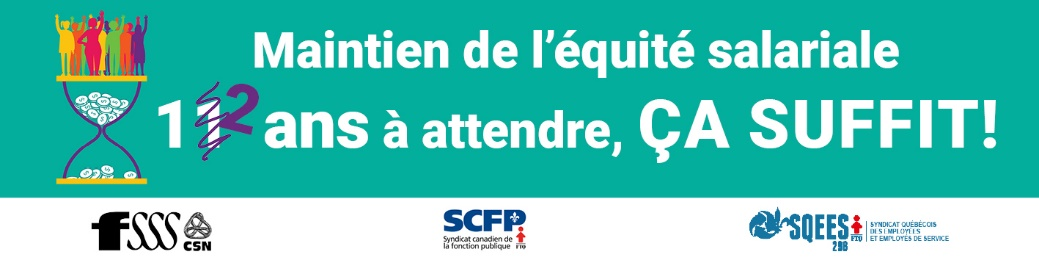 Maintien de l'équité salariale
112 ans à attendre, ÇA SUFFIT!
fsss
CSN
SCFP
Syndicat canadien de
la fonction publique
FTQ
SQEES
298
FTQ
SYNDICAT QUÉBÉCOIS
DES EMPLOYÉES
ET EMPLOYÉS DE SERVICE